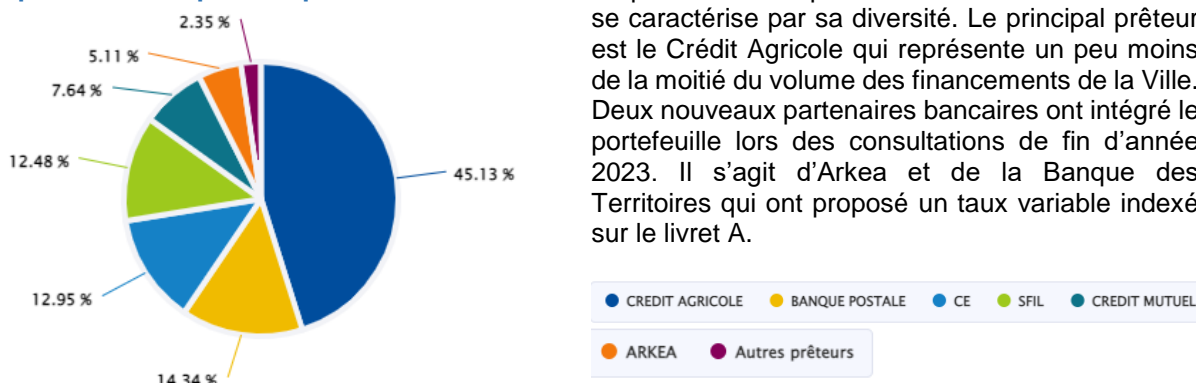 2.35 %
5.11 %
7.64 %
12.48 %
45.13 %
12.95 %
14.34 %
se caractérise par sa diversité. Le principal prêteur
est le Crédit Agricole qui représente un peu moins
de la moitié du volume des financements de la Ville.
Deux nouveaux partenaires bancaires ont intégré le
portefeuille lors des consultations de fin d’année
2023. Il s’agit d’Arkea et de la Banque des
Territoires qui ont proposé un taux variable indexé
sur le livret A.
CREDIT AGRICOLE BANQUE POSTALE CE SFIL CREDIT MUTUEL
ARKEA Autres prêteurs